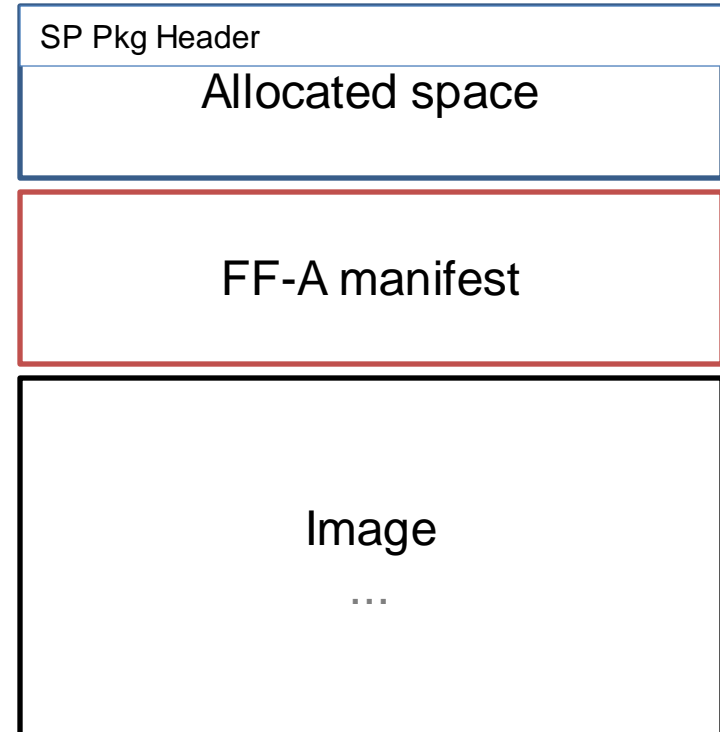 SP Pkg Header
Allocated space
FF-A manifest
Image
...